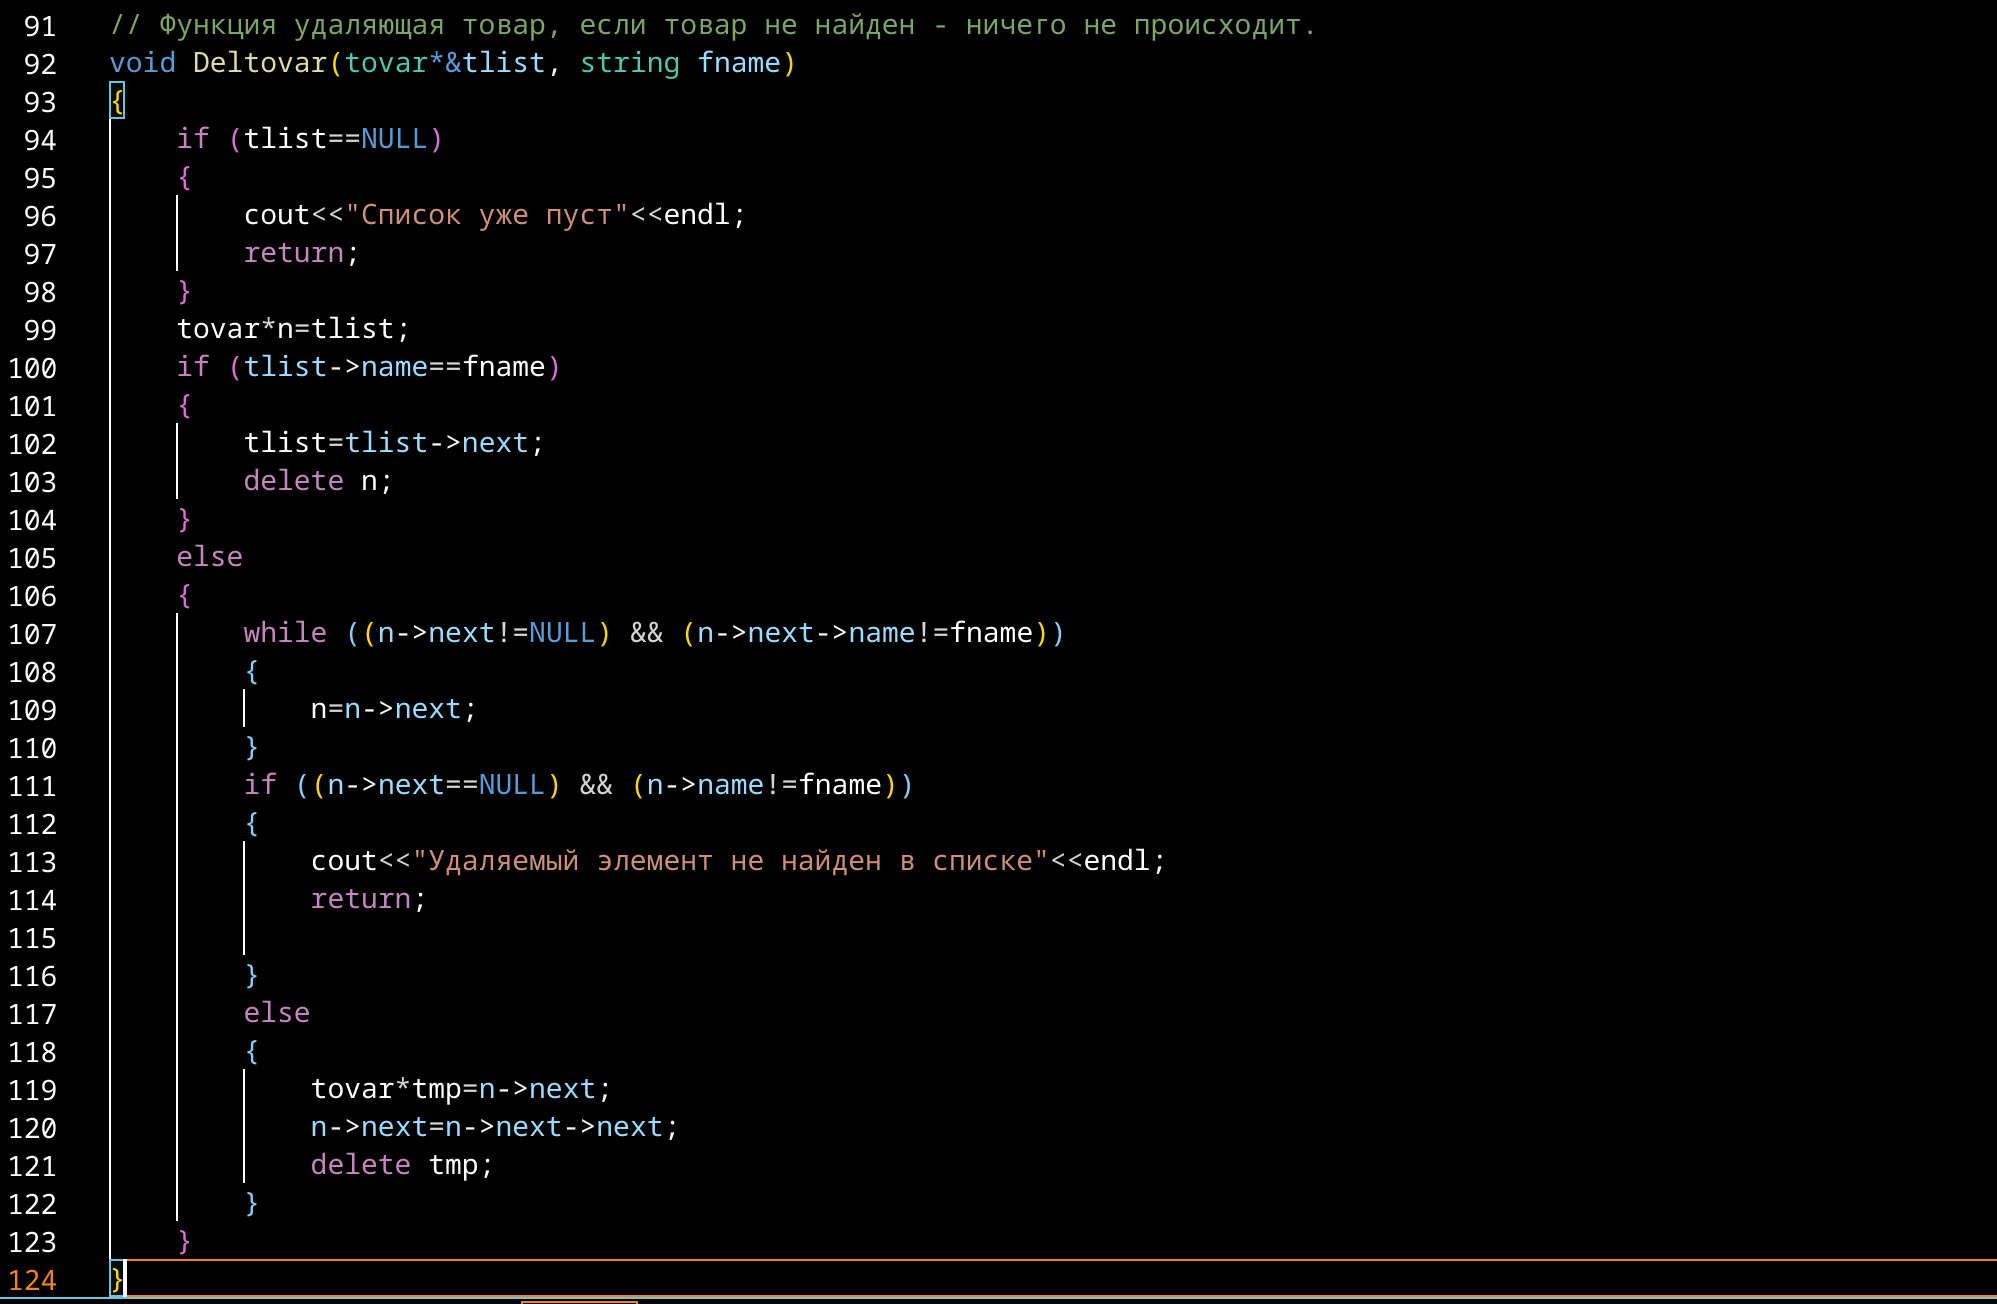 91 // Функция удаляющая товар, если товар не найден - ничего не происходит.
92 void Deltovar(tovar*&tlist, string fname)
93 {
94     if (tlist==NULL)
95     {
96         cout<<"Список уже пуст"<<endl;
97         return;
98     }
99     tovar*n=tlist;
100     if (tlist->name==fname)
101     {
102         tlist=tlist->next;
103         delete n;
104     }
105     else
106     {
107         while ((n->next!=NULL) && (n->next->name!=fname))
108         {
109             n=n->next;
110         }
111         if ((n->next==NULL) && (n->name!=fname))
112         {
113             cout<<"Удаляемый элемент не найден в списке"<<endl;
114             return;
115
116         }
117         else
118         {
119             tovar*tmp=n->next;
120             n->next=n->next->next;
121             delete tmp;
122         }
123     }
124 }